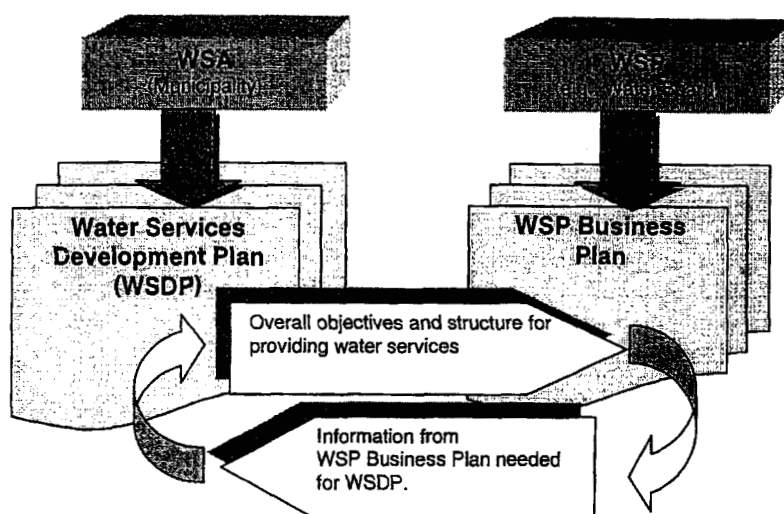 WSA
(Municipality)
WSP
Water Services
Development Plan
(WSDP)
WSP Business
Plan
Overall objectives and structure for
providing water services
Information from
WSP Business Plan needed
for WSDP.